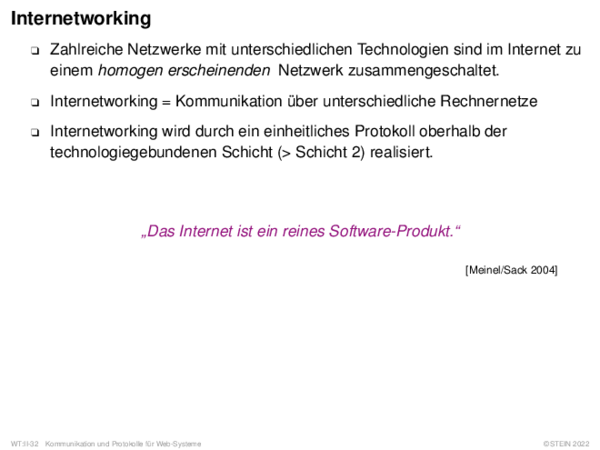 Internetworking
❑ Zahlreiche Netzwerke mit unterschiedlichen Technologien sind im Internet zu
einem homogen erscheinenden Netzwerk zusammengeschaltet.
❑ Internetworking = Kommunikation über unterschiedliche Rechnernetze
❑ Internetworking wird durch ein einheitliches Protokoll oberhalb der
technologiegebundenen Schicht (> Schicht 2) realisiert.
„Das Internet ist ein reines Software-Produkt.“
[Meinel/Sack 2004]
WT:II-32 Kommunikation und Protokolle für Web-Systeme ©STEIN 2022